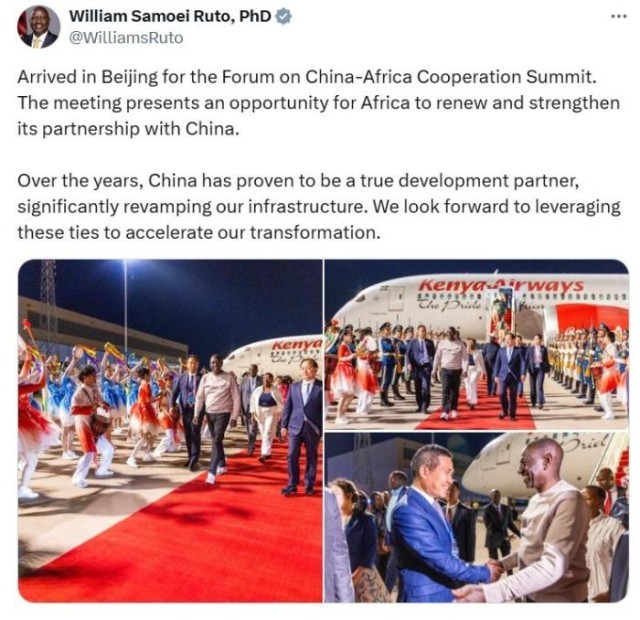 William Samoei Ruto, PhD
@WilliamsRuto
Arrived in Beijing for the Forum on China-Africa Cooperation Summit.
The meeting presents an opportunity for Africa to renew and strengthen
its partnership with China.
Over the years, China has proven to be a true development partner,
significantly revamping our infrastructure. We look forward to leveraging
these ties to accelerate our transformation.
Kenya
The Pride
Kenya Airways
The Pride
Africa
Pride